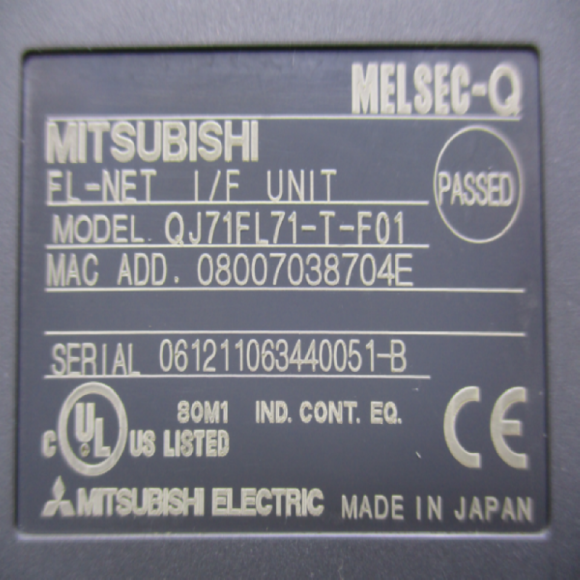 MELSEC-Q
MITSUBISHI
FL-NET I/F UNIT
PASSED
MODEL QJ71FL71-T-F01
MAC ADD. 08007038704E
SERIAL 061211063440051-B
C UL US LISTED
80M1 IND. CONT. EQ.
CE
MITSUBISHI ELECTRIC MADE IN JAPAN